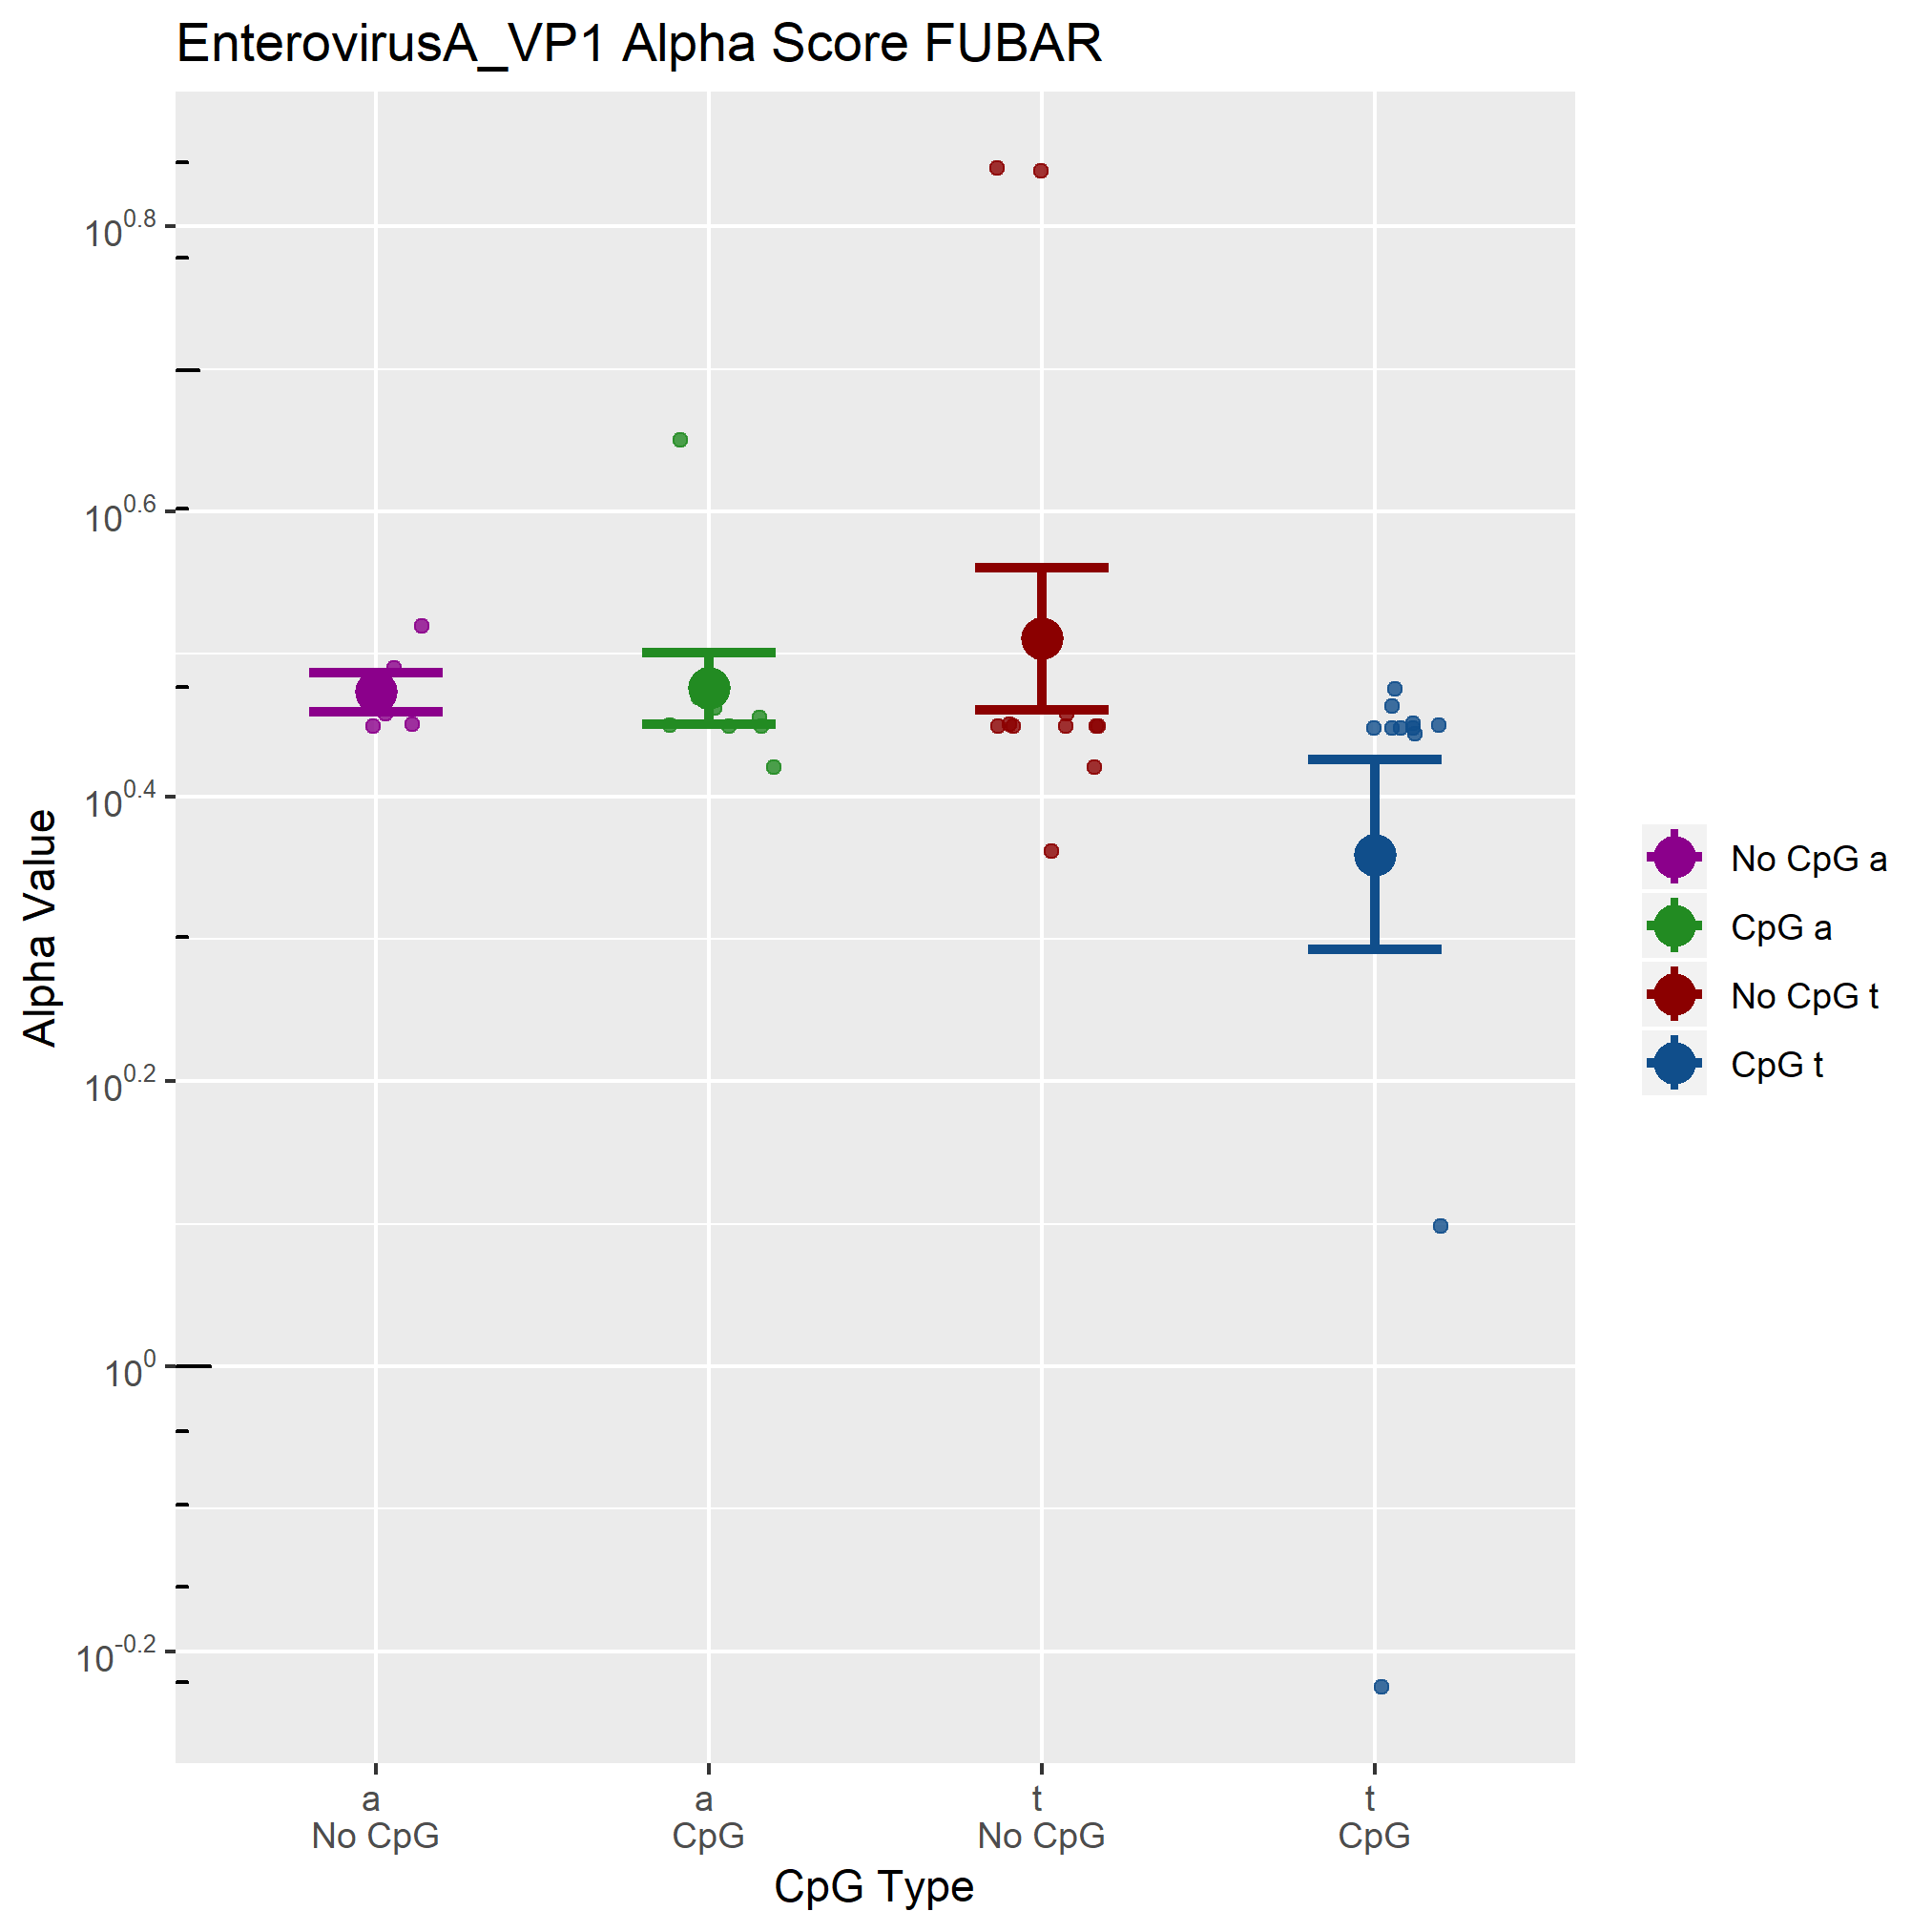 EnterovirusA_VP1 Alpha Score FUBAR
Alpha Value
10^0.8
10^0.6
10^0.4
10^0.2
10^0
10^-0.2
a
No CpG
a
CpG
t
No CpG
t
CpG
CpG Type
No CpG a
CpG a
No CpG t
CpG t